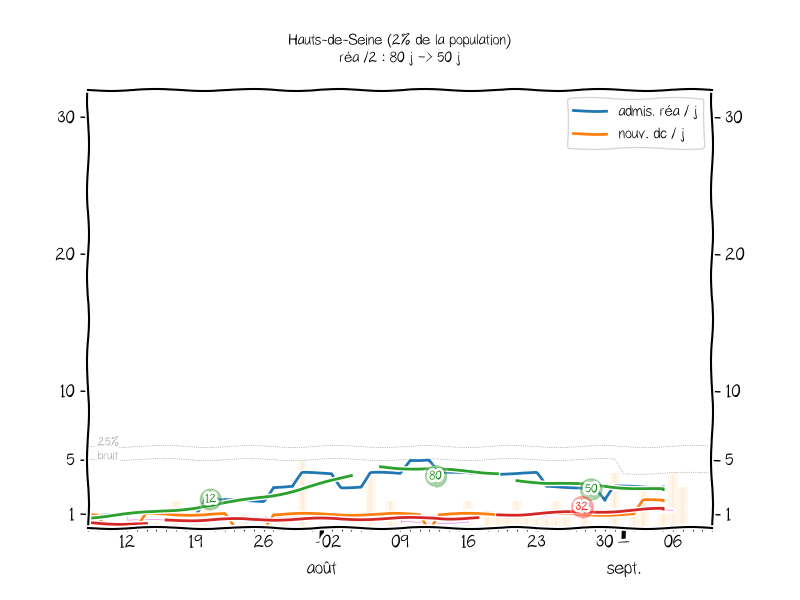 Hauts-de-Seine (2% de la population)
réa /2 : 80 j -> 50 j
admis. réa / j
nouv. dc / j
30
30
20
20
10
10
25%
bruit
5
5
1
1
12
80
50
32
12 19 26 02 09 16 23 30 06
août sept.